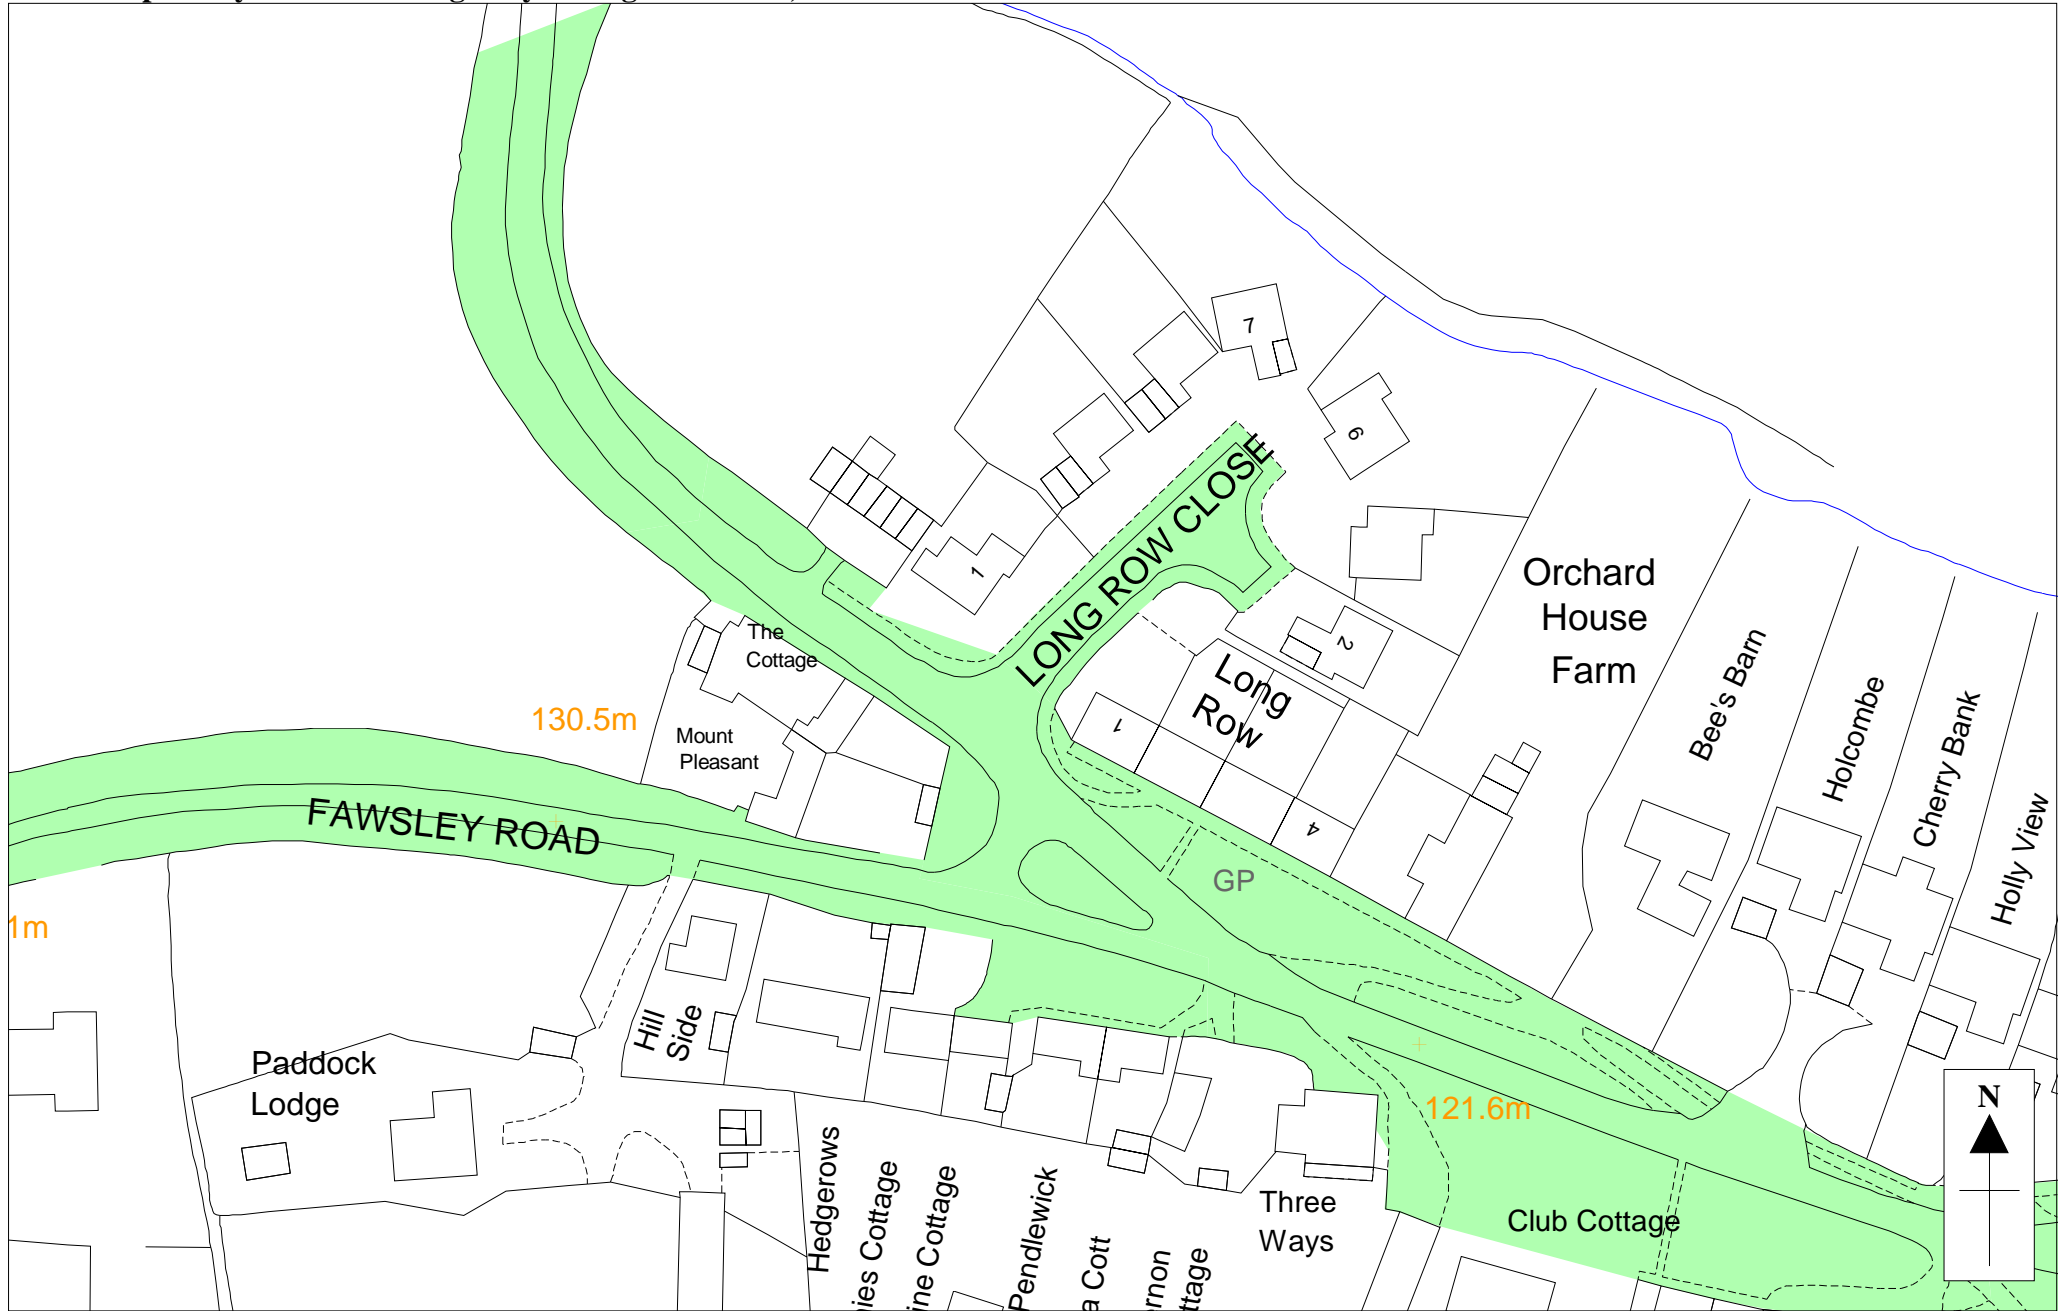 7
6
LONG ROW CLOSE
1
Orchard
House
Farm
The
Cottage
2
Bee's Barn
Long
Row
Holcombe
130.5m
Cherry Bank
Mount
Pleasant
1
Holly View
FAWSLEY ROAD
4
GP
1m
Hill
Side
Paddock
Lodge
121.6m
N
Hedgerows
Cottage
Cottage
Pendlewick
Three
Ways
Club Cottage
a Cott